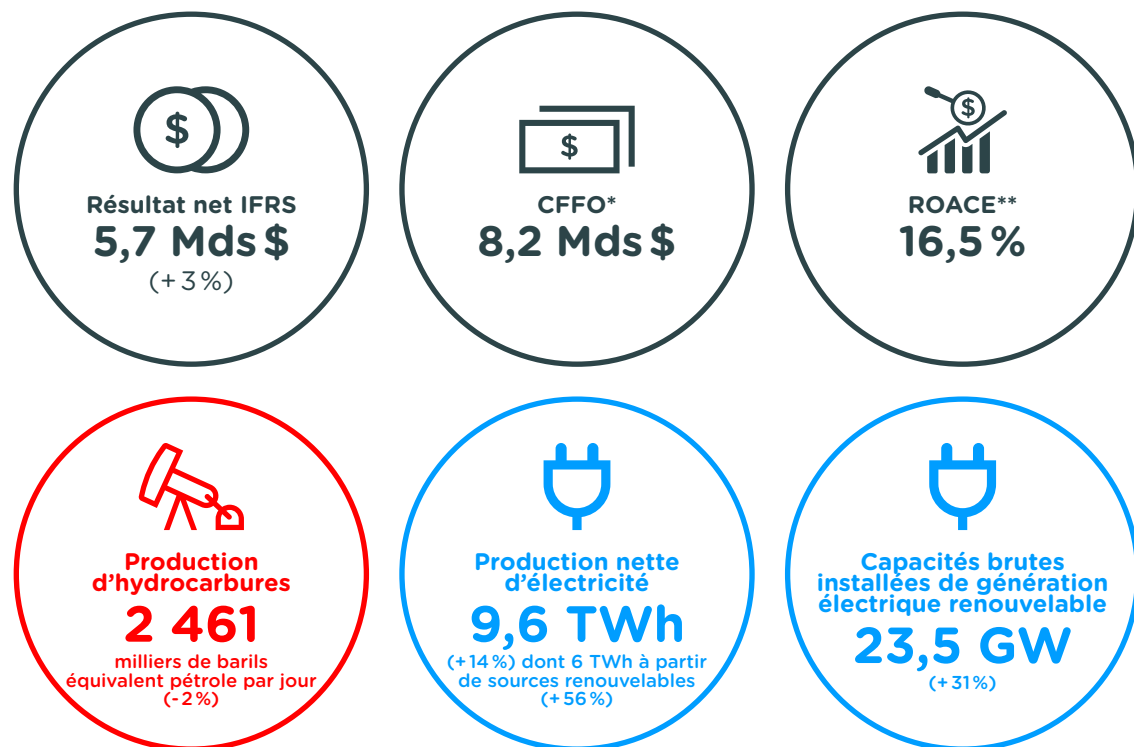 $
Résultat net IFRS
5,7 Mds $
(+ 3 %)
$
CFFO*
8,2 Mds $
$
ROACE**
16,5 %
Production
d’hydrocarbures
2 461
milliers de barils
équivalent pétrole par jour
(- 2 %)
Production nette
d’électricité
9,6 TWh
(+ 14 %) dont 6 TWh à partir
de sources renouvelables
(+ 56 %)
Capacités brutes
installées de génération
électrique renouvelable
23,5 GW
(+ 31 %)